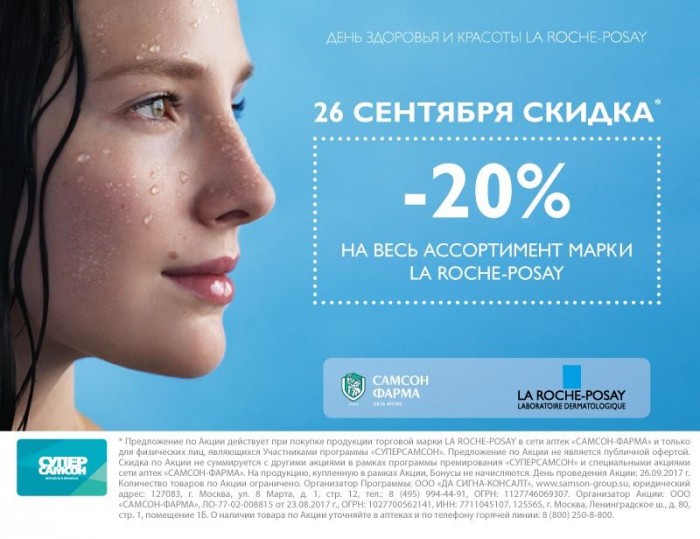 ДЕНЬ ЗДОРОВЬЯ И КРАСОТЫ LA ROCHE-POSAY
26 СЕНТЯБРЯ СКИДКА*
-20%
НА ВЕСЬ АССОРТИМЕНТ МАРКИ
LA ROCHE-POSAY
САМСОН
ФАРМА
СЕТЬ АПТЕК
LA ROCHE-POSAY
LABORATOIRE DERMATOLOGIQUE
СУПЕР
САМСОН
* Предложение по Акции действует при покупке продукции торговой марки LA ROCHE-POSAY в сети аптек «САМСОН-ФАРМА» и только
для физических лиц, являющихся Участниками программы «СУПЕРСАМСОН». Предложение по Акции не является публичной офертой.
Скидка по Акции не суммируется с другими акциями в рамках программы премирования «СУПЕРСАМСОН» и специальными акциями
сети аптек «САМСОН-ФАРМА». На продукцию, купленную в рамках Акции, Бонусы не начисляются. День проведения Акции: 26.09.2017 г.
Количество товаров по Акции ограничено. Организатор Программы: ООО «ДА СИГНА-КОНСАЛТ», www.samson-group.su, юридический
адрес: 127083, г. Москва, ул. 8 Марта, д. 1, стр. 12, тел.: 8 (495) 994-44-91, ОГРН: 1127746069307. Организатор Акции: ООО
«САМСОН-ФАРМА», ЛО-77-02-008815 от 23.08.2017 г., ОГРН: 1027700562141, ИНН: 7711045107, 125565, г. Москва, Ленинградское ш., д. 80,
стр. 1, помещение 1Б. О наличии товара по Акции уточняйте в аптеках и по телефону горячей линии: 8 (800) 250-8-800.